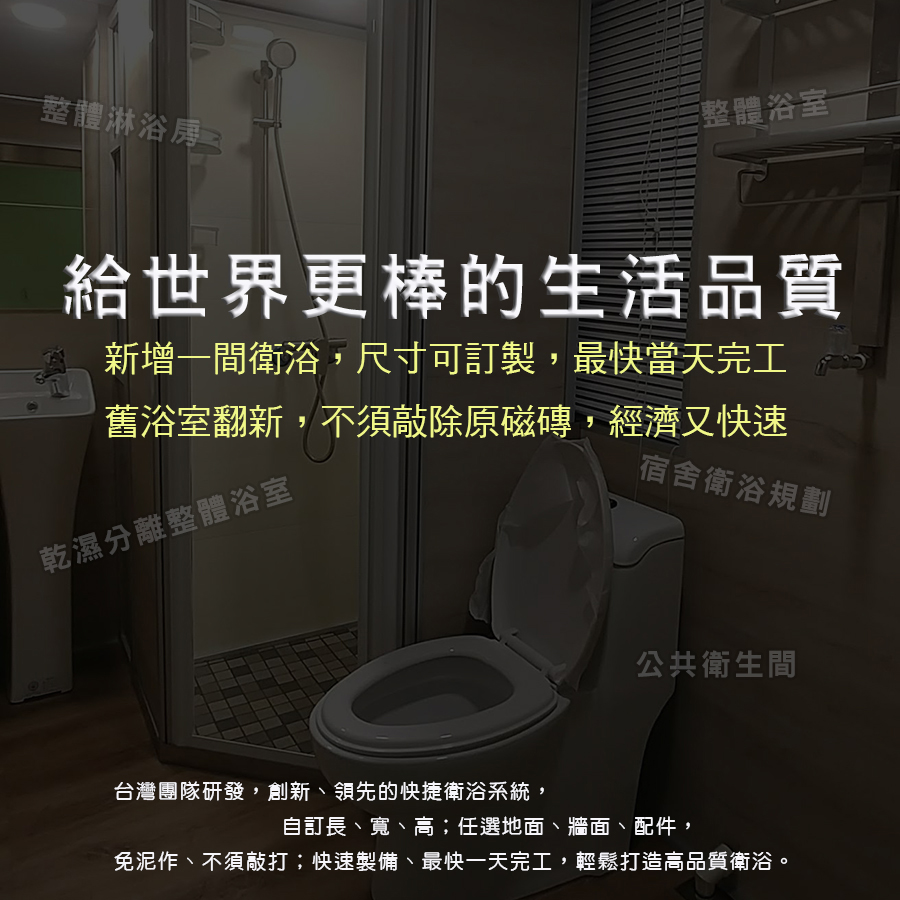 整體淋浴房
整體浴室
給世界更棒的生活品質
新增一間衛浴，尺寸可訂製，最快當天完工
舊浴室翻新，不須敲除原磁磚，經濟又快速
宿舍衛浴規劃
乾濕分離整體浴室
公共衛生間
台灣團隊研發，創新、領先的快捷衛浴系統，
自訂長、寬、高；任選地面、牆面、配件，
免泥作、不須敲打；快速製備、最快一天完工，輕鬆打造高品質衛浴。